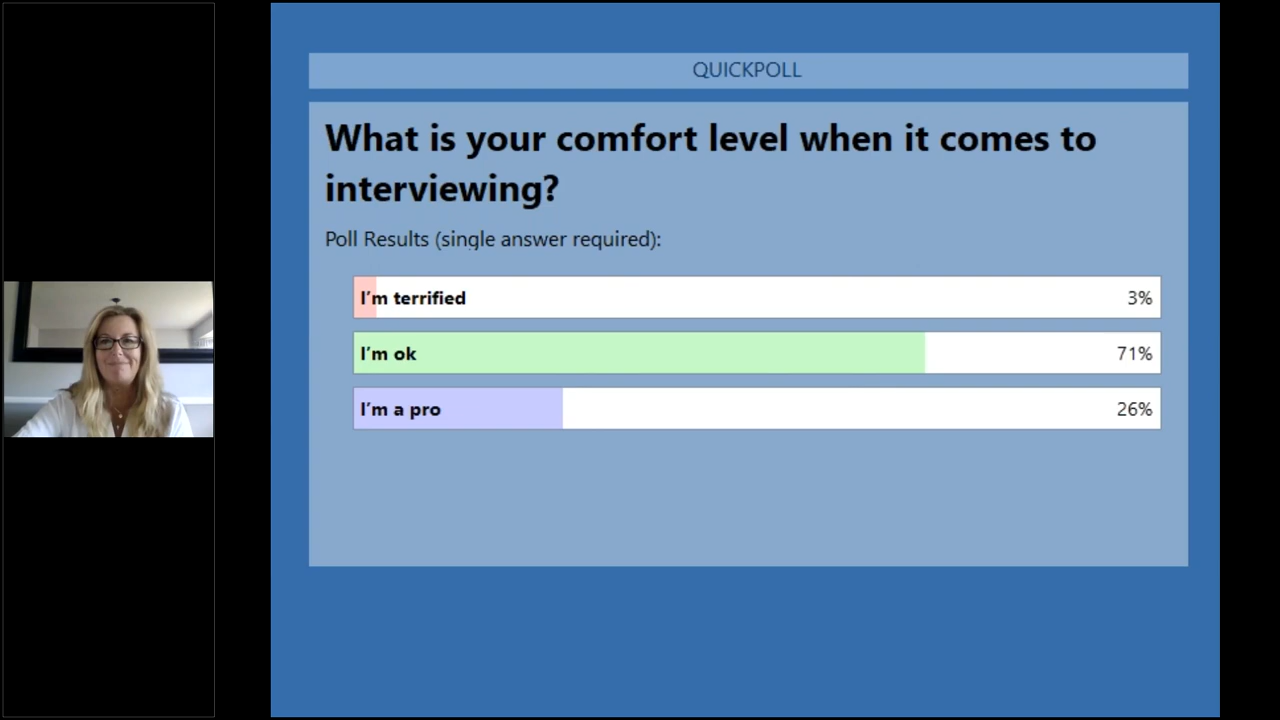 QUICKPOLL
What is your comfort level when it comes to
interviewing?
Poll Results (single answer required):
I'm terrified 3%
I'm ok 71%
I'm a pro 26%